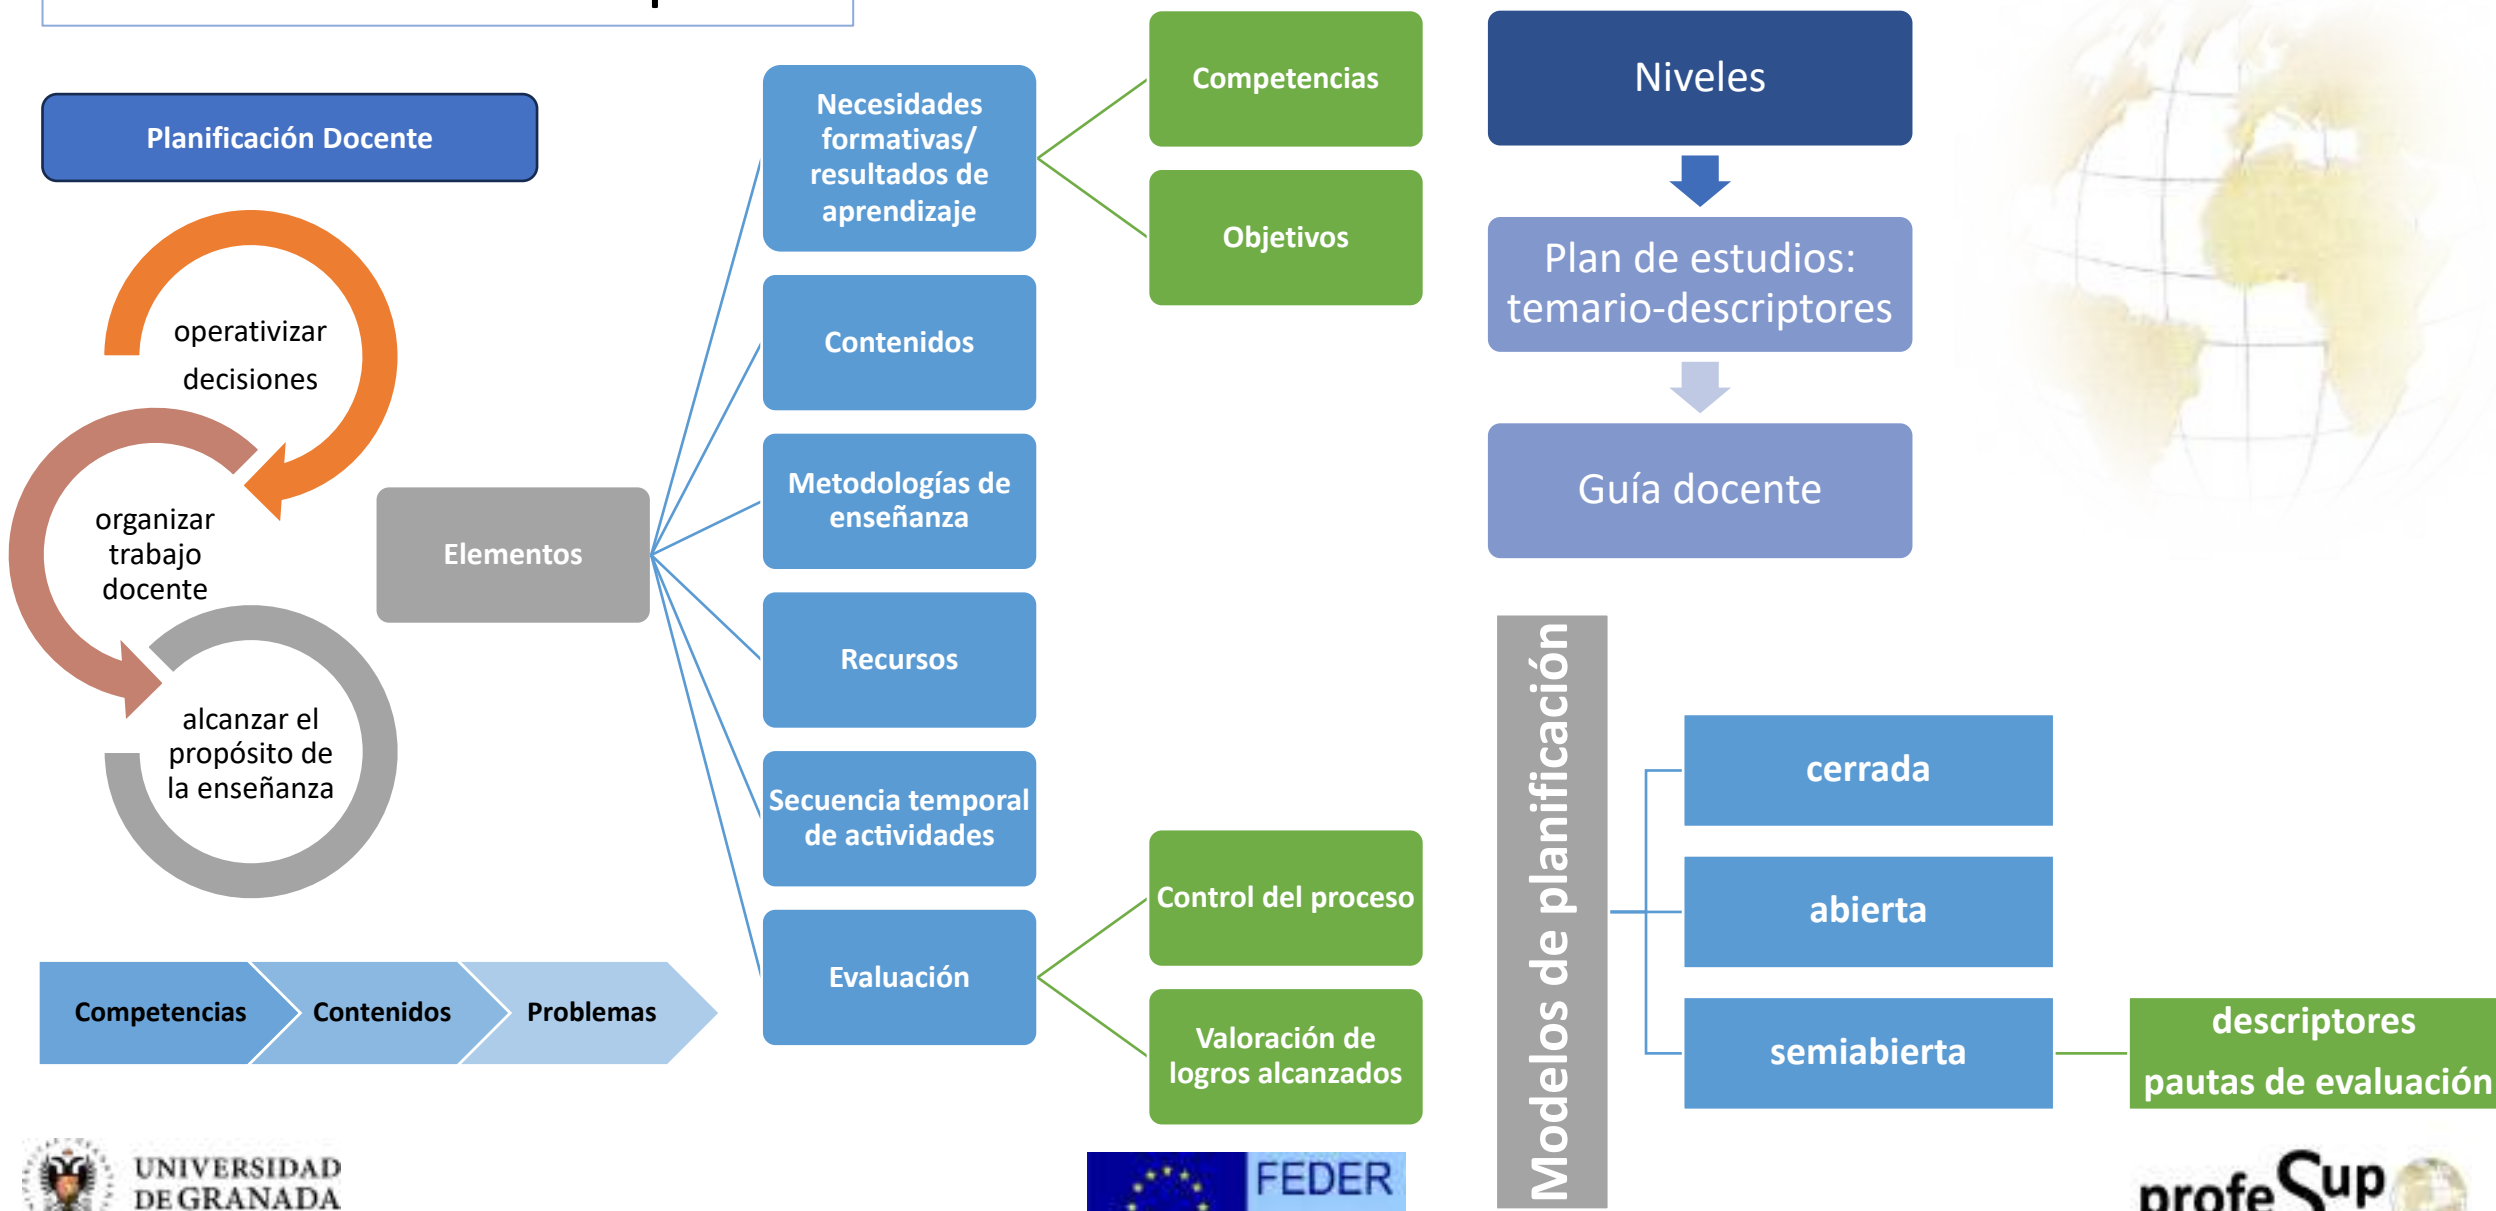 Planificación Docente
operativizar
decisiones
organizar
trabajo
docente
alcanzar el
propósito de
la enseñanza
Competencias
Contenidos
Problemas
Elementos
Necesidades
formativas/
resultados de
aprendizaje
Contenidos
Metodologías de
enseñanza
Recursos
Secuencia temporal
de actividades
Evaluación
Competencias
Objetivos
Control del proceso
Valoración de
logros alcanzados
Niveles
Plan de estudios:
temario-descriptores
Guía docente
Modelos de planificación
cerrada
abierta
semiabierta
descriptores
pautas de evaluación
UNIVERSIDAD
DE GRANADA
FEDER
profeSup